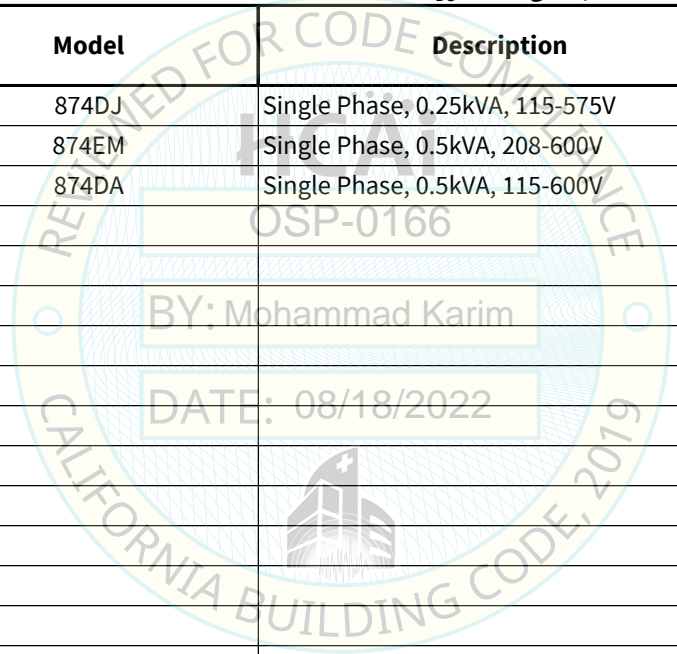 Model Description
874DJ Single Phase, 0.25kVA, 115-575V
874EM Single Phase, 0.5kVA, 208-600V
874DA Single Phase, 0.5kVA, 115-600V
REVIEWED FOR CODE COMPLIANCE
HCAi
OSP-0166
BY: Mohammad Karim
DATE: 08/18/2022
CALIFORNIA BUILDING CODE, 2019